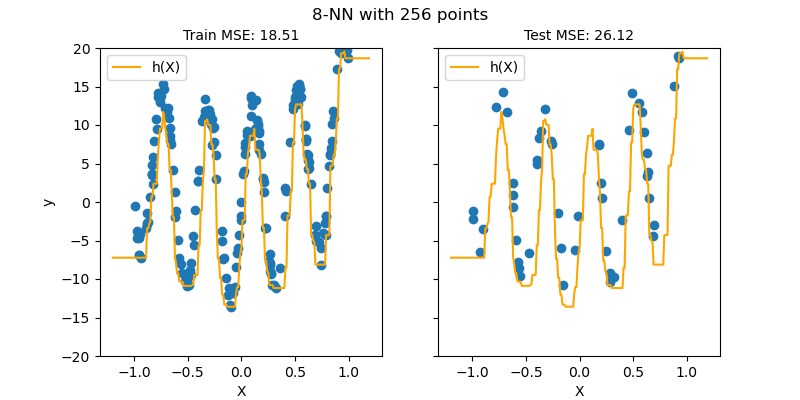 8-NN with 256 points
Train MSE: 18.51
h(X)
y
20
15
10
5
0
−5
−10
−15
−20
−1.0 −0.5 0.0 0.5 1.0
X
Test MSE: 26.12
h(X)
−1.0 −0.5 0.0 0.5 1.0
X